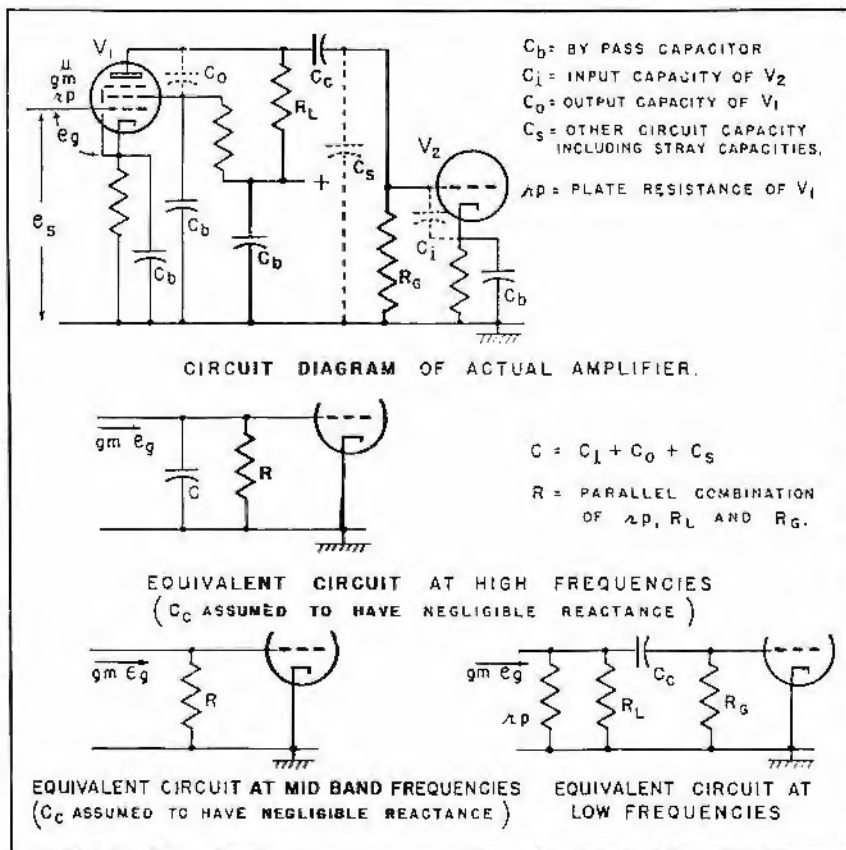 V1
μ
gm
rp
eg
es
Co
Cb
Cb
Cb
RL
Cc
+
Cs
RG
V2
Ci
Cb
Cb = BY PASS CAPACITOR
Ci = INPUT CAPACITY OF V2
Co = OUTPUT CAPACITY OF V1
Cs = OTHER CIRCUIT CAPACITY
INCLUDING STRAY CAPACITIES.
rp = PLATE RESISTANCE OF V1
CIRCUIT DIAGRAM OF ACTUAL AMPLIFIER.
gm eg
C
R
C = Ci + Co + Cs
R = PARALLEL COMBINATION
OF rp, RL AND RG.
EQUIVALENT CIRCUIT AT HIGH FREQUENCIES
(CC ASSUMED TO HAVE NEGLIGIBLE REACTANCE)
gm eg
R
gm eg
rp
RL
Cc
RG
EQUIVALENT CIRCUIT AT MID BAND FREQUENCIES
(CC ASSUMED TO HAVE NEGLIGIBLE REACTANCE)
EQUIVALENT CIRCUIT AT
LOW FREQUENCIES